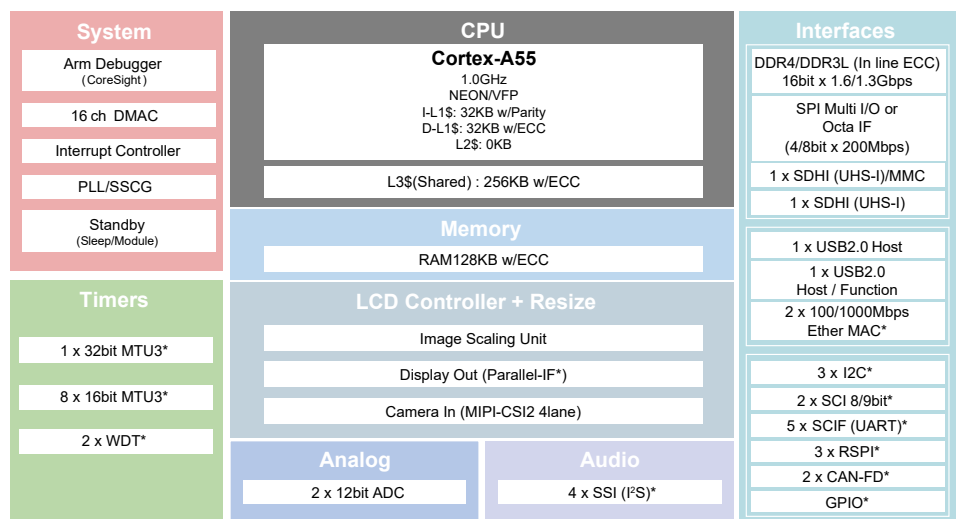 System
Arm Debugger
(CoreSight)
16 ch DMAC
Interrupt Controller
PLL/SSCG
Standby
(Sleep/Module)
Timers
1 x 32bit MTU3*
8 x 16bit MTU3*
2 x WDT*
CPU
Cortex-A55
1.0GHz
NEON/VFP
I-L1$: 32KB w/Parity
D-L1$: 32KB w/ECC
L2$: 0KB
L3$(Shared) : 256KB w/ECC
Memory
RAM128KB w/ECC
LCD Controller + Resize
Image Scaling Unit
Display Out (Parallel-IF*)
Camera In (MIPI-CSI2 4lane)
Analog
2 x 12bit ADC
Audio
4 x SSI (I²S)*
Interfaces
DDR4/DDR3L (In line ECC)
16bit x 1.6/1.3Gbps
SPI Multi I/O or
Octa IF
(4/8bit x 200Mbps)
1 x SDHI (UHS-I)/MMC
1 x SDHI (UHS-I)
1 x USB2.0 Host
1 x USB2.0
Host / Function
2 x 100/1000Mbps
Ether MAC*
3 x I2C*
2 x SCI 8/9bit*
5 x SCIF (UART)*
3 x RSPI*
2 x CAN-FD*
GPIO*